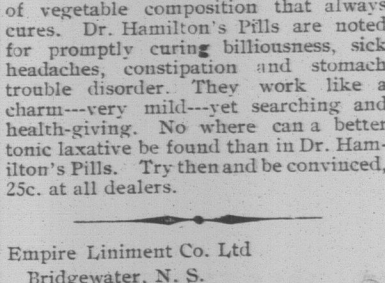 of vegetable composition that always
cures. Dr. Hamilton's Pills are noted
for promptly curing billiousness, sick
headaches, constipation and stomach
trouble disorder. They work like a
charm---very mild---yet searching and
health-giving. No where can a better
tonic laxative be found than in Dr. Ham-
ilton's Pills. Try then and be convinced,
25c. at all dealers.
Empire Liniment Co. Ltd
Bridgewater, N. S.